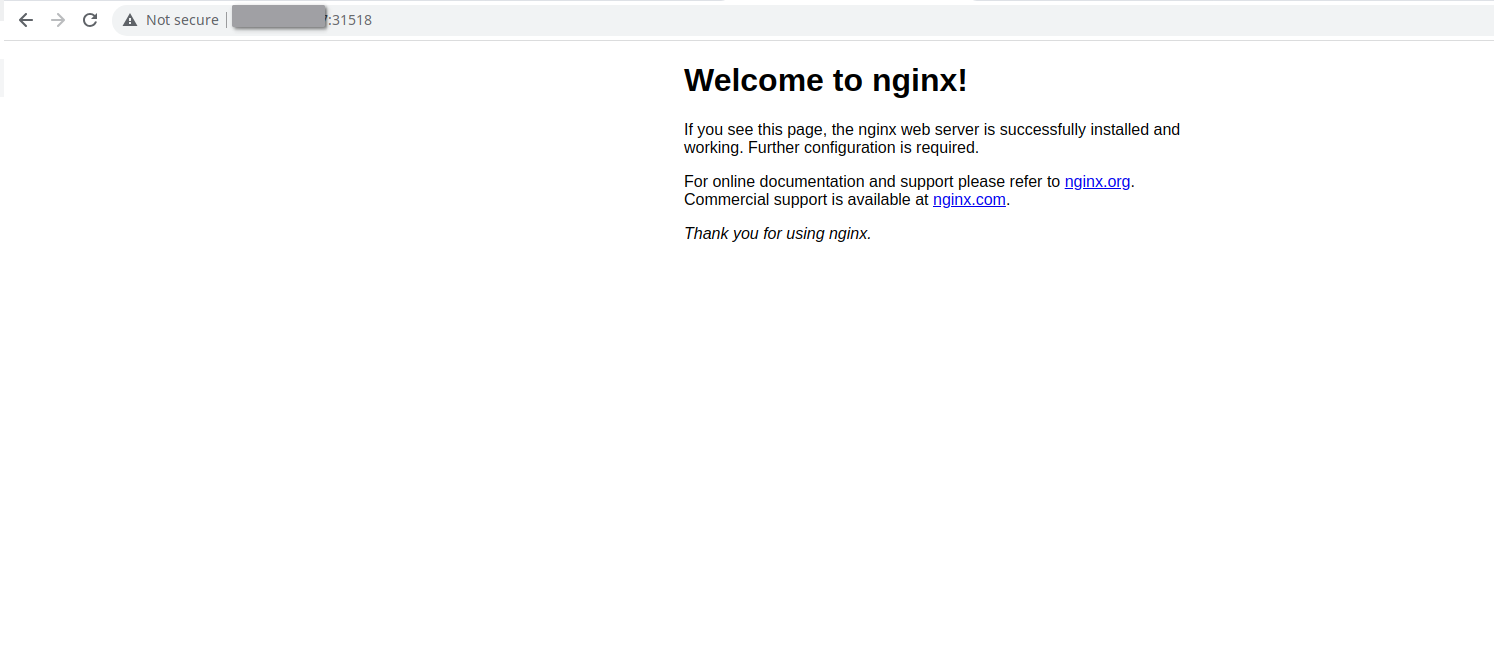 Not secure | :31518
Welcome to nginx!
If you see this page, the nginx web server is successfully installed and
working. Further configuration is required.
For online documentation and support please refer to nginx.org.
Commercial support is available at nginx.com.
Thank you for using nginx.